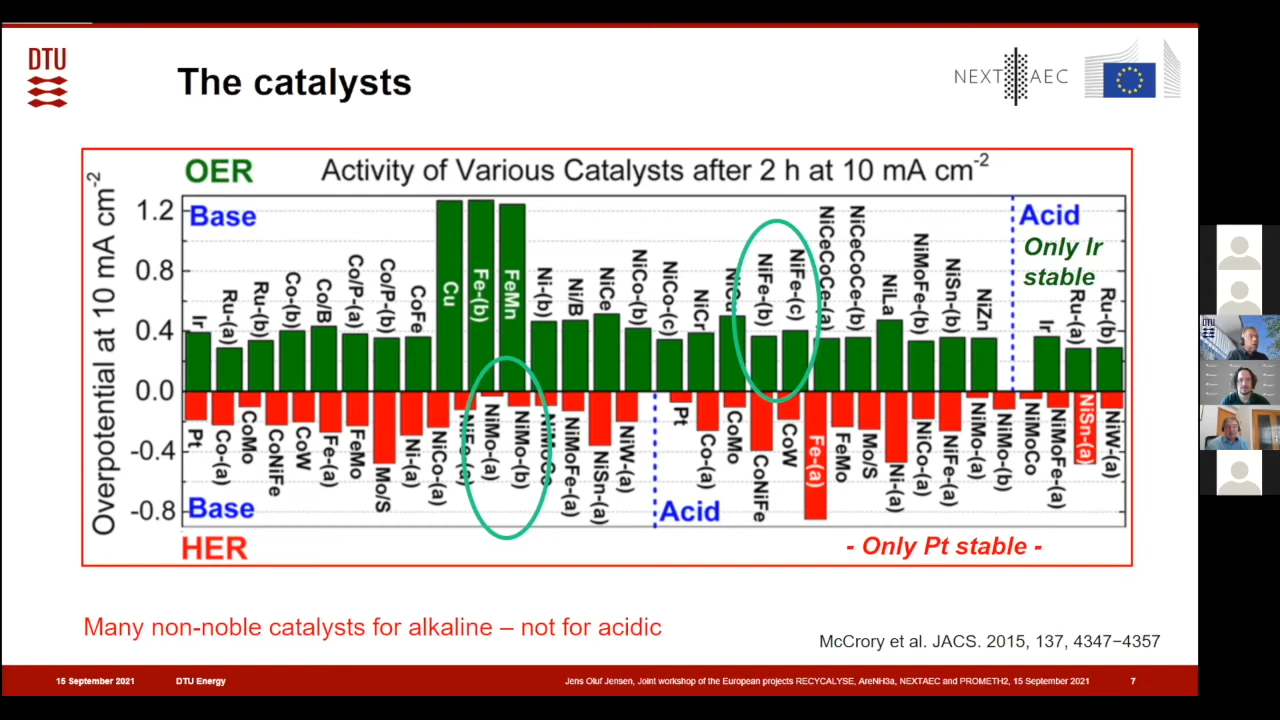 DTU
The catalysts
NEXT AEC
OER
Activity of Various Catalysts after 2 h at 10 mA cm-2
Overpotential at 10 mA cm-2
1.2
0.8
0.4
0.0
-0.4
-0.8
Base
Acid
Only Ir
stable
Ir
Ru-(a)
Ru-(b)
Co-(b)
Co/B
Co/P-(a)
Co/P-(b)
CoFe
Cu
Fe-(b)
FeMn
Ni-(b)
Ni/B
NiCe
NiCo-(b)
NiCo-(c)
NiCr
NiFe-(b)
NiFe-(c)
NiCeCoCe-(a)
NiCeCoCe-(b)
NiLa
NiMoFe-(b)
NiSn-(b)
NiZn
Ir
Ru-(a)
Ru-(b)
Pt
Co-(a)
CoMo
CoNiFe
CoW
Fe-(a)
FeMo
Mo/S
Ni-(a)
NiCo-(a)
NiFe-(a)
NiMo-(a)
NiMo-(b)
NiMoCo
NiMoFe-(a)
NiSn-(a)
NiW-(a)
Pt
Co-(a)
CoMo
CoNiFe
CoW
Fe-(a)
FeMo
Mo/S
Ni-(a)
NiCo-(a)
NiFe-(a)
NiMo-(a)
NiMo-(b)
NiMoCo
NiMoFe-(a)
NiSn-(a)
NiW-(a)
Base
Acid
HER
- Only Pt stable -
Many non-noble catalysts for alkaline – not for acidic
McCrory et al. JACS. 2015, 137, 4347−4357
15 September 2021
DTU Energy
Jens Oluf Jensen, Joint workshop of the European projects RECYCALYSE, AreNH3a, NEXTAEC and PROMETH2, 15 September 2021
7
DTU